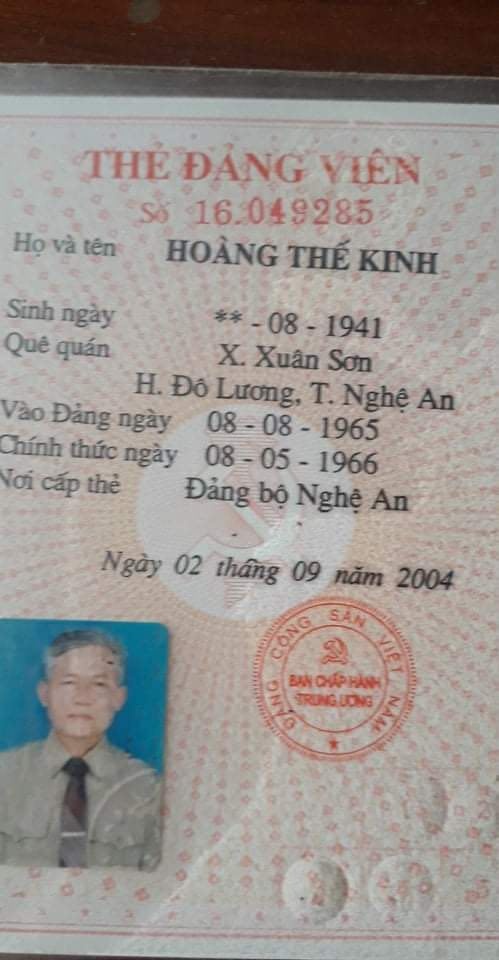 THẺ ĐẢNG VIÊN
Số 16.049285
Họ và tên HOÀNG THẾ KINH
Sinh ngày ** - 08 - 1941
Quê quán X. Xuân Sơn
H. Đô Lương, T. Nghệ An
Vào Đảng ngày 08 - 08 - 1965
Chính thức ngày 08 - 05 - 1966
Nơi cấp thẻ Đảng bộ Nghệ An
Ngày 02 tháng 09 năm 2004
ĐẢNG CỘNG SẢN VIỆT NAM
BAN CHẤP HÀNH
TRUNG ƯƠNG